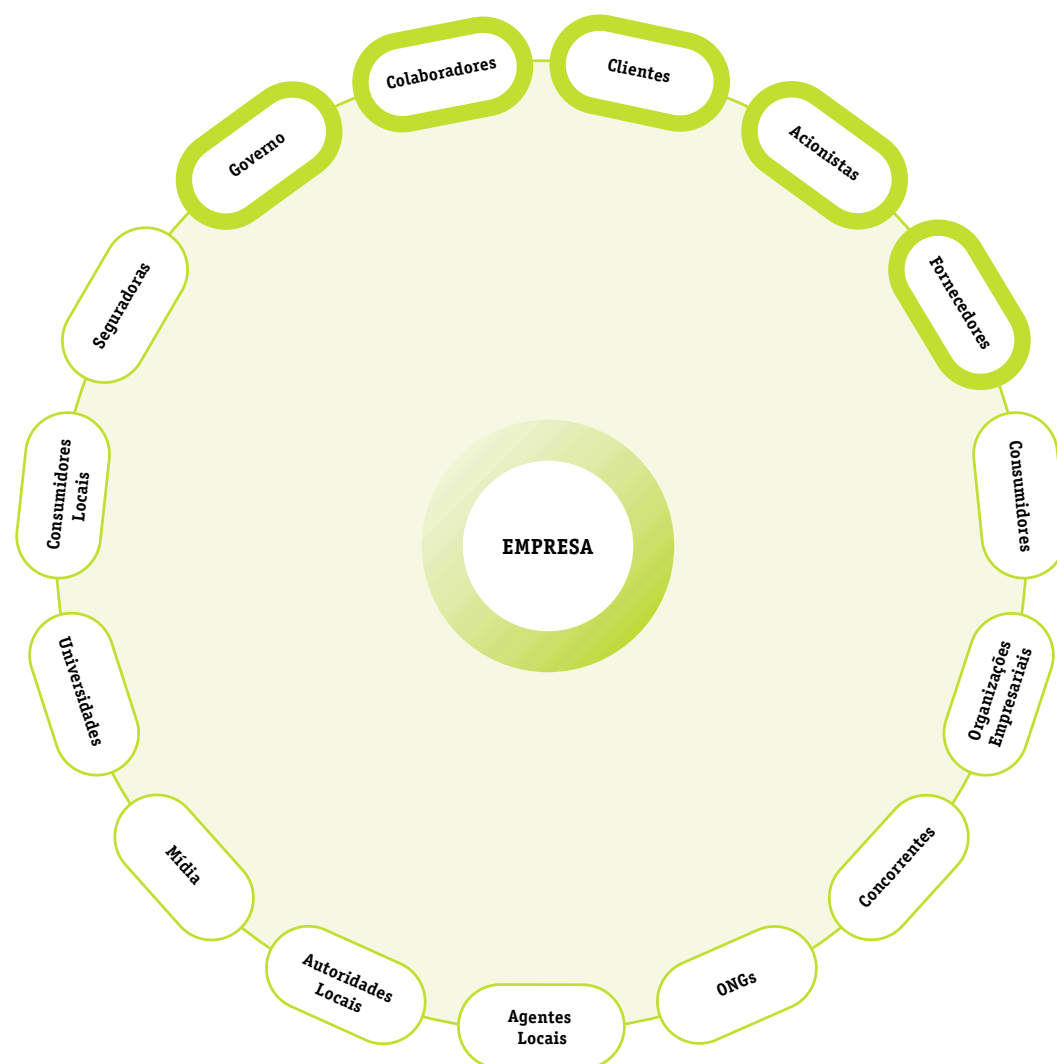 Colaboradores
Clientes
Acionistas
Fornecedores
Consumidores
Organizações
Empresariais
Concorrentes
ONGs
Agentes
Locais
Autoridades
Locais
Mídia
Universidades
Consumidores
Locais
Seguradoras
Governo
EMPRESA